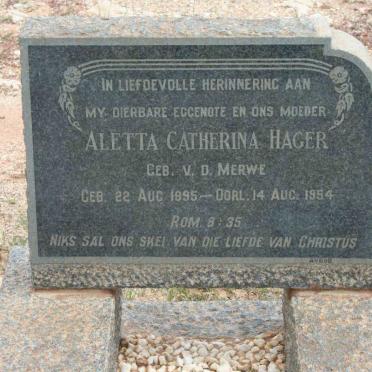 IN LIEFDEVOLLE HERINNERING AAN
MY DIERBARE EGGENOTE EN ONS MOEDER
ALETTA CATHERINA HAGER
GEB. V. D. MERWE
GEB. 22 AUG 1895 — OORL. 14 AUG. 1954
ROM. 8:35
NIKS SAL ONS SKEI VAN DIE LIEFDE VAN CHRISTUS